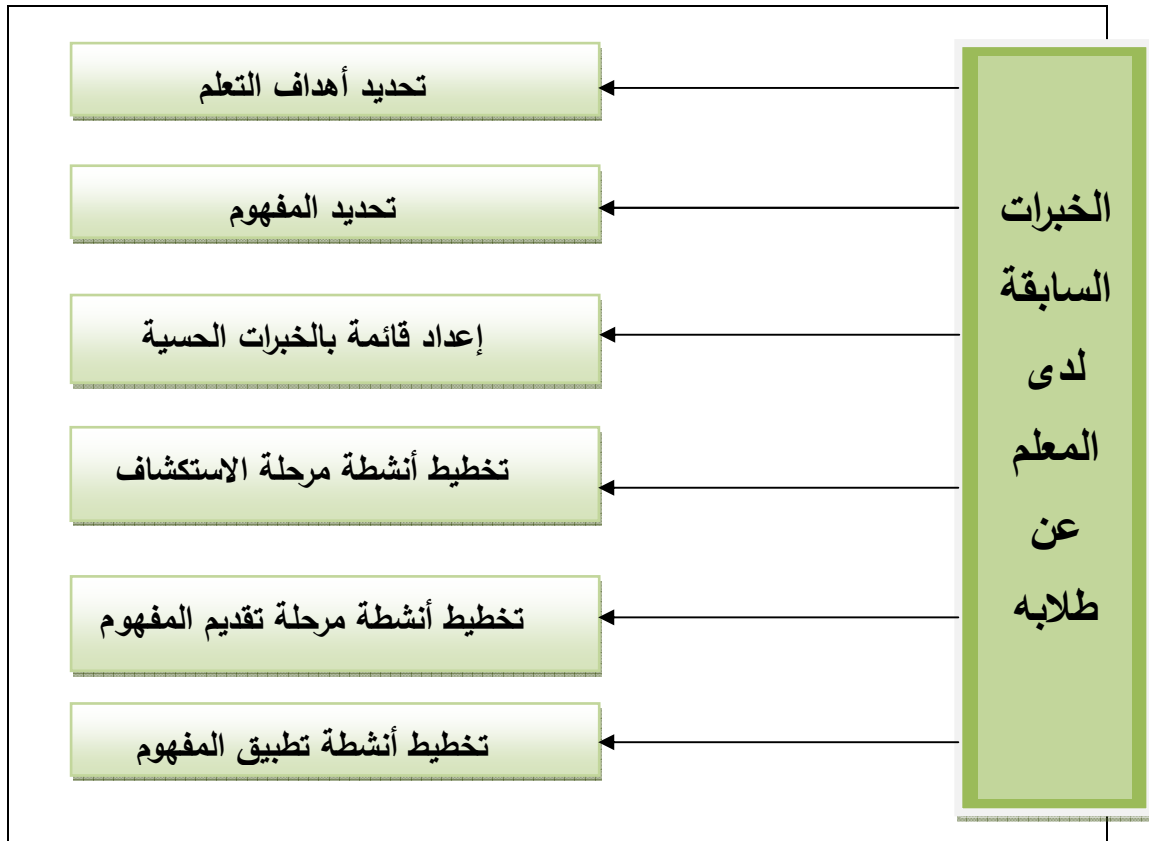 الخبرات
السابقة
لدى
المعلم
عن
طلابه
تحديد أهداف التعلم
تحديد المفهوم
إعداد قائمة بالخبرات الحسية
تخطيط أنشطة مرحلة الاستكشاف
تخطيط أنشطة مرحلة تقديم المفهوم
تخطيط أنشطة تطبيق المفهوم